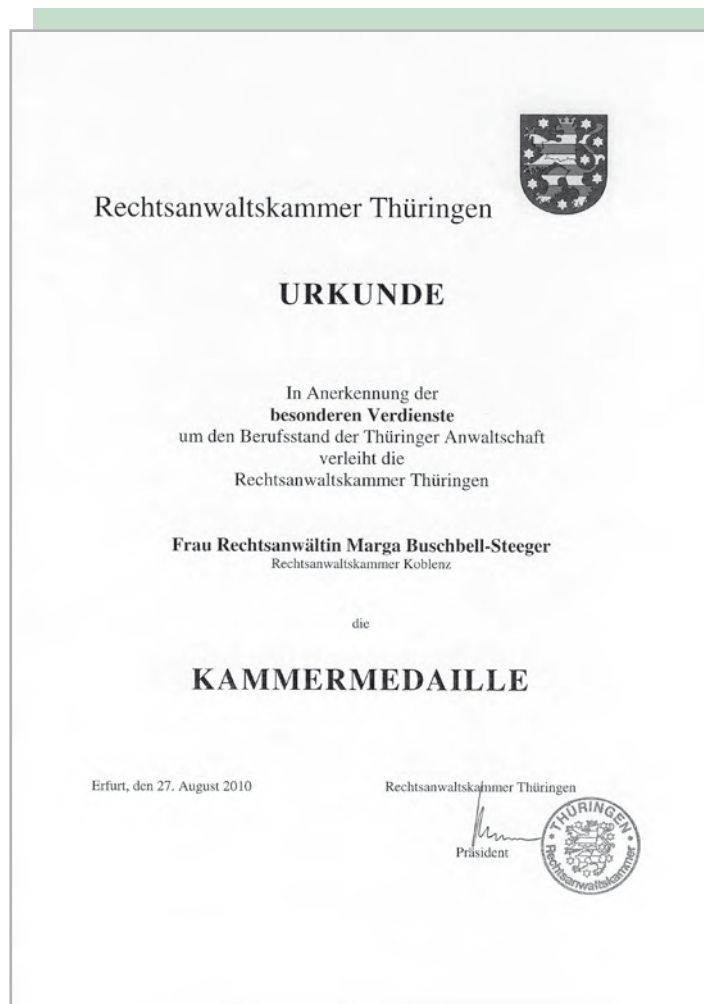 Rechtsanwaltskammer Thüringen
URKUNDE
In Anerkennung der
besonderen Verdienste
um den Berufsstand der Thüringer Anwaltschaft
verleiht die
Rechtsanwaltskammer Thüringen
Frau Rechtsanwältin Marga Buschbell-Steeger
Rechtsanwaltskammer Koblenz
die
KAMMERMEDAILLE
Erfurt, den 27. August 2010
Rechtsanwaltskammer Thüringen
Präsident
THÜRINGEN
Rechtsanwaltskammer